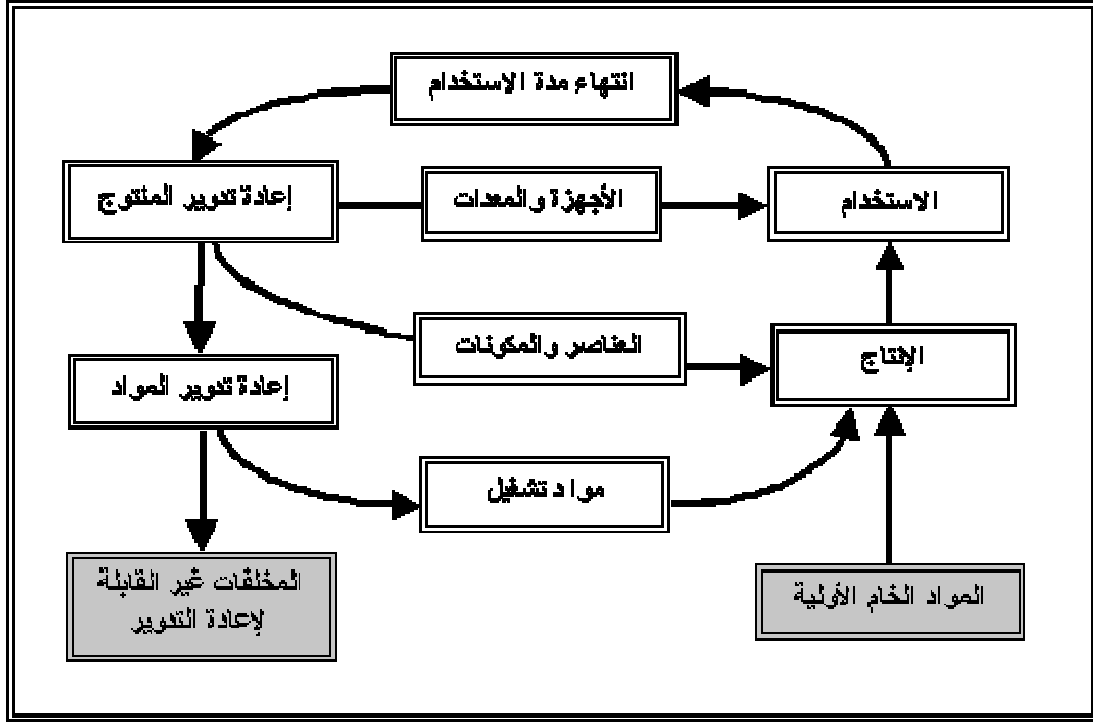 انتهاء مدة الاستخدام
الاستخدام
الأجهزة والمعدات
إعادة تدوير المنتوج
الإنتاج
العناصر والمكونات
إعادة تدوير المواد
مواد تشغيل
المواد الخام الأولية
المخلفات غير القابلة
لإعادة التدوير